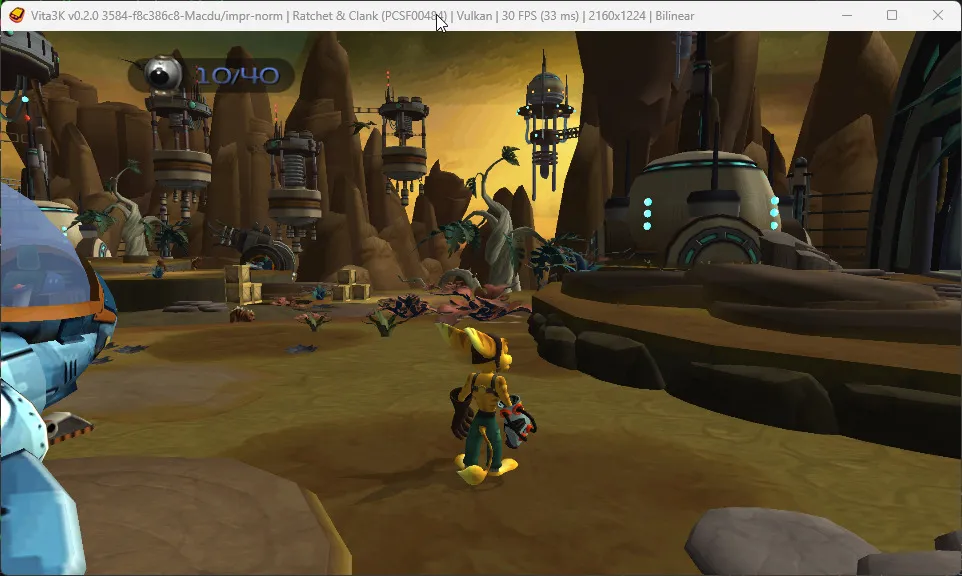 Vita3K v0.2.0 3584-f8c386c8-Macdu/impr-norm | Ratchet & Clank (PCSF00484) | Vulkan | 30 FPS (33 ms) | 2160x1224 | Bilinear
10/40